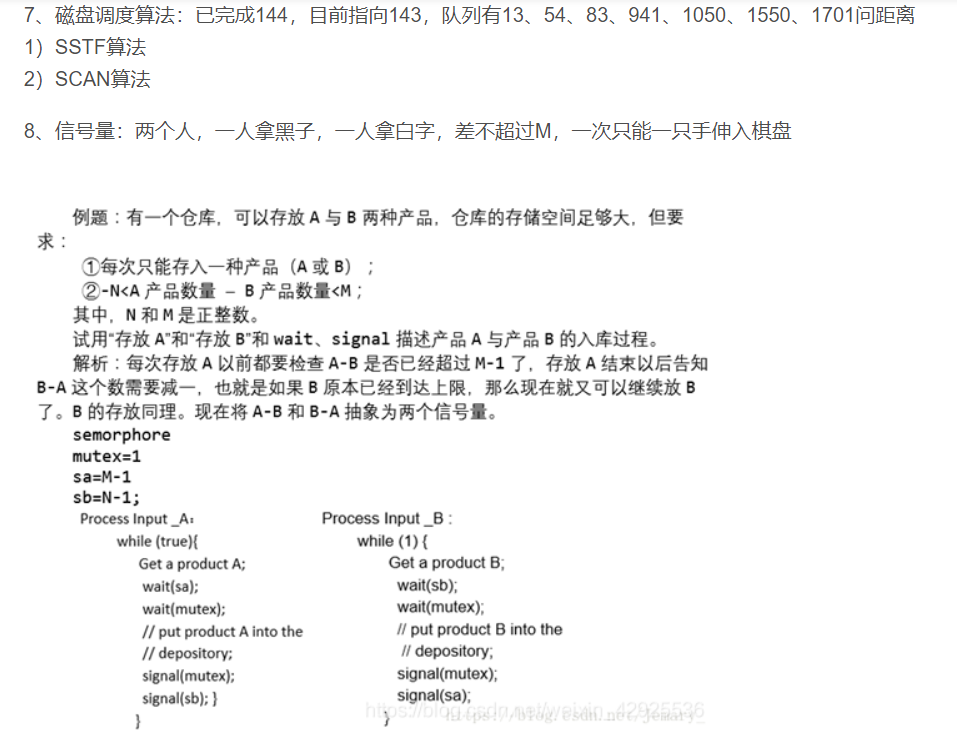 7、磁盘调度算法：已完成144，目前指向143，队列有13、54、83、941、1050、1550、1701问距离
1）SSTF算法
2）SCAN算法
8、信号量：两个人，一人拿黑子，一人拿白字，差不超过M，一次只能一只手伸入棋盘
例题：有一个仓库，可以存放 A 与 B 两种产品，仓库的存储空间足够大，但要
求：
①每次只能存入一种产品（A 或 B）；
②-N<A 产品数量 – B 产品数量<M；
其中，N 和 M 是正整数。
试用“存放 A”和“存放 B”和 wait、signal 描述产品 A 与产品 B 的入库过程。
解析：每次存放 A 以前都要检查 A-B 是否已经超过 M-1 了，存放 A 结束以后告知
B-A 这个数需要减一，也就是如果 B 原本已经到达上限，那么现在就又可以继续放 B
了。B 的存放同理。现在将 A-B 和 B-A 抽象为两个信号量。
semorphore
mutex=1
sa=M-1
sb=N-1;
Process Input _A:
while (true){
Get a product A;
wait(sa);
wait(mutex);
// put product A into the
// depository;
signal(mutex);
signal(sb); }
}
Process Input _B :
while (1) {
Get a product B;
wait(sb);
wait(mutex);
// put product B into the
// depository;
signal(mutex);
signal(sa);
}
https://blog.csdn.net/weixin_42925536